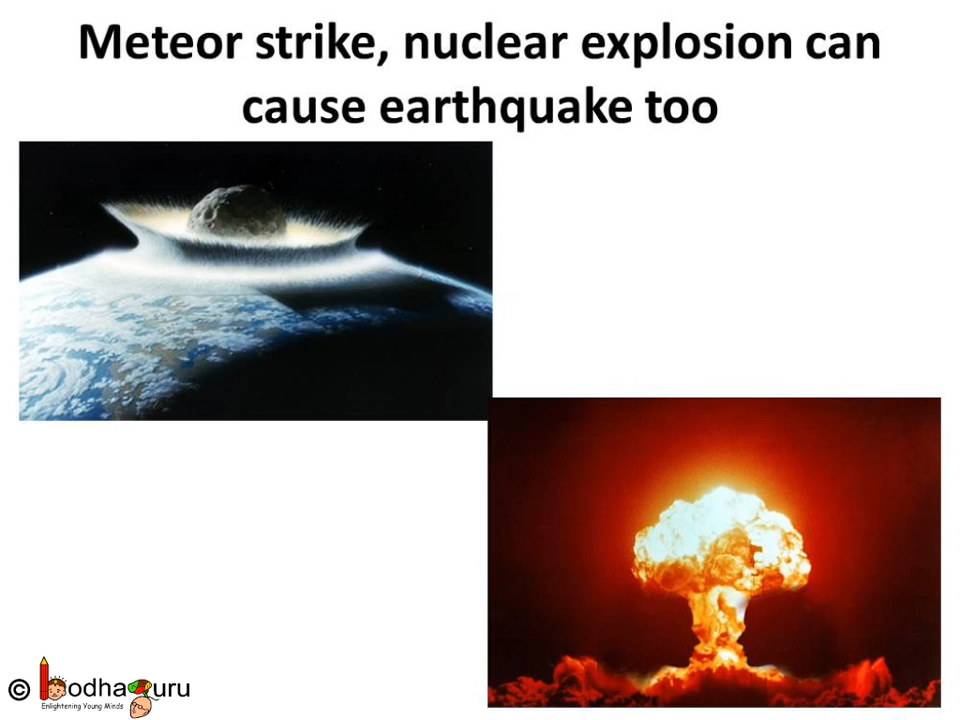 Meteor strike, nuclear explosion can
cause earthquake too
© bodhaguru
Enlightening Young Minds